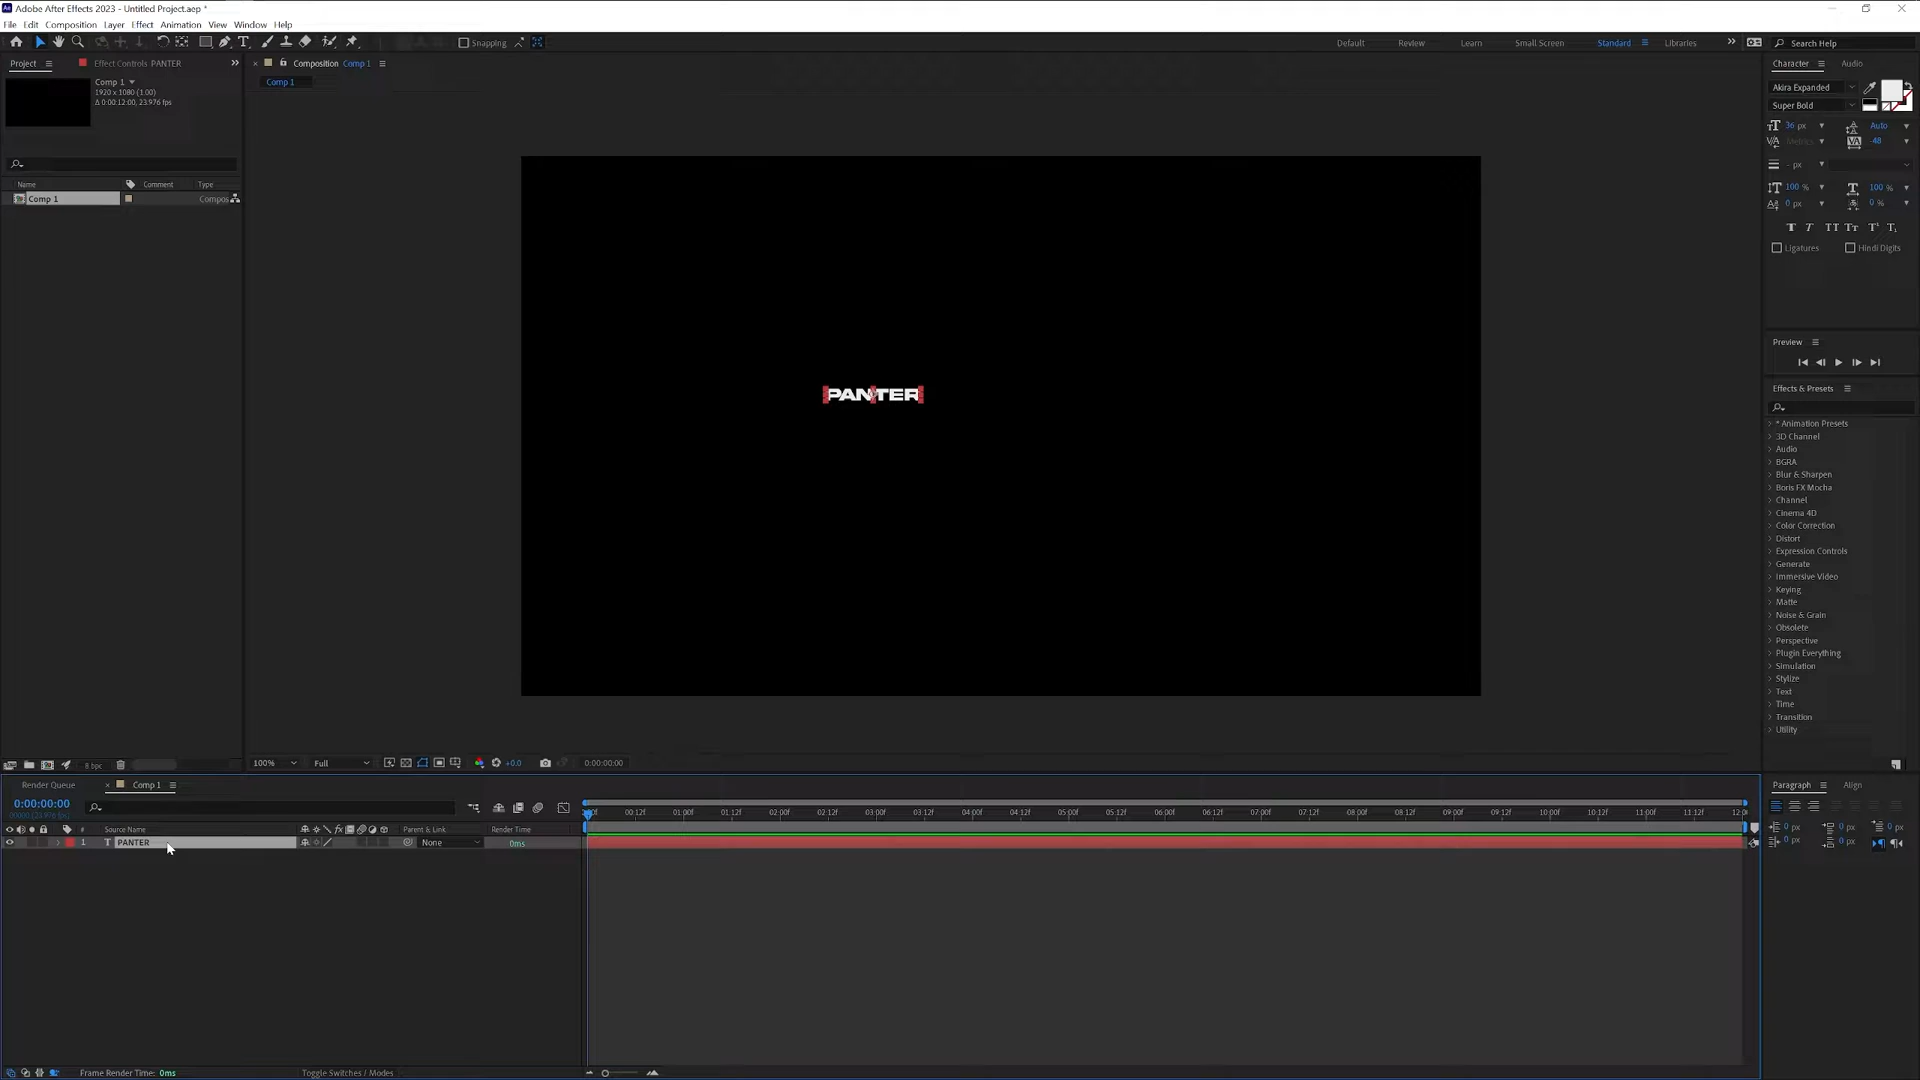 Adobe After Effects 2023 - Untitled Project.aep *
File Edit Composition Layer Effect Animation View Window Help
Snapping
Default Review Learn Small Screen Standard Libraries
Search Help
Project Effect Controls PANTER
Composition Comp 1
Character Audio
Comp 1
1920 x 1080 (1.00)
Δ 0:00:12:00, 23.976 fps
Comp 1
Akira Expanded
Super Bold
36 px Auto
Metrics -48
- px
100 % 100 %
0 px 0 %
Ligatures Hindi Digits
Name Comment Type
Comp 1 Compos
PANTER
Preview
Effects & Presets
* Animation Presets
3D Channel
Audio
BGRA
Blur & Sharpen
Boris FX Mocha
Channel
Cinema 4D
Color Correction
Distort
Expression Controls
Generate
Immersive Video
Keying
Matte
Noise & Grain
Obsolete
Perspective
Plugin Everything
Simulation
Stylize
Text
Time
Transition
Utility
8 bpc
100% Full +0.0 0:00:00:00
Render Queue Comp 1
Paragraph Align
0:00:00:00
00:12f 01:00f 01:12f 02:00f 02:12f 03:00f 03:12f 04:00f 04:12f 05:00f 05:12f 06:00f 06:12f 07:00f 07:12f 08:00f 08:12f 09:00f 09:12f 10:00f 10:12f 11:00f 11:12f 12:0
# Source Name Parent & Link Render Time
1 T PANTER None 0ms
0 px 0 px 0 px
0 px 0 px
Frame Render Time: 0ms Toggle Switches / Modes